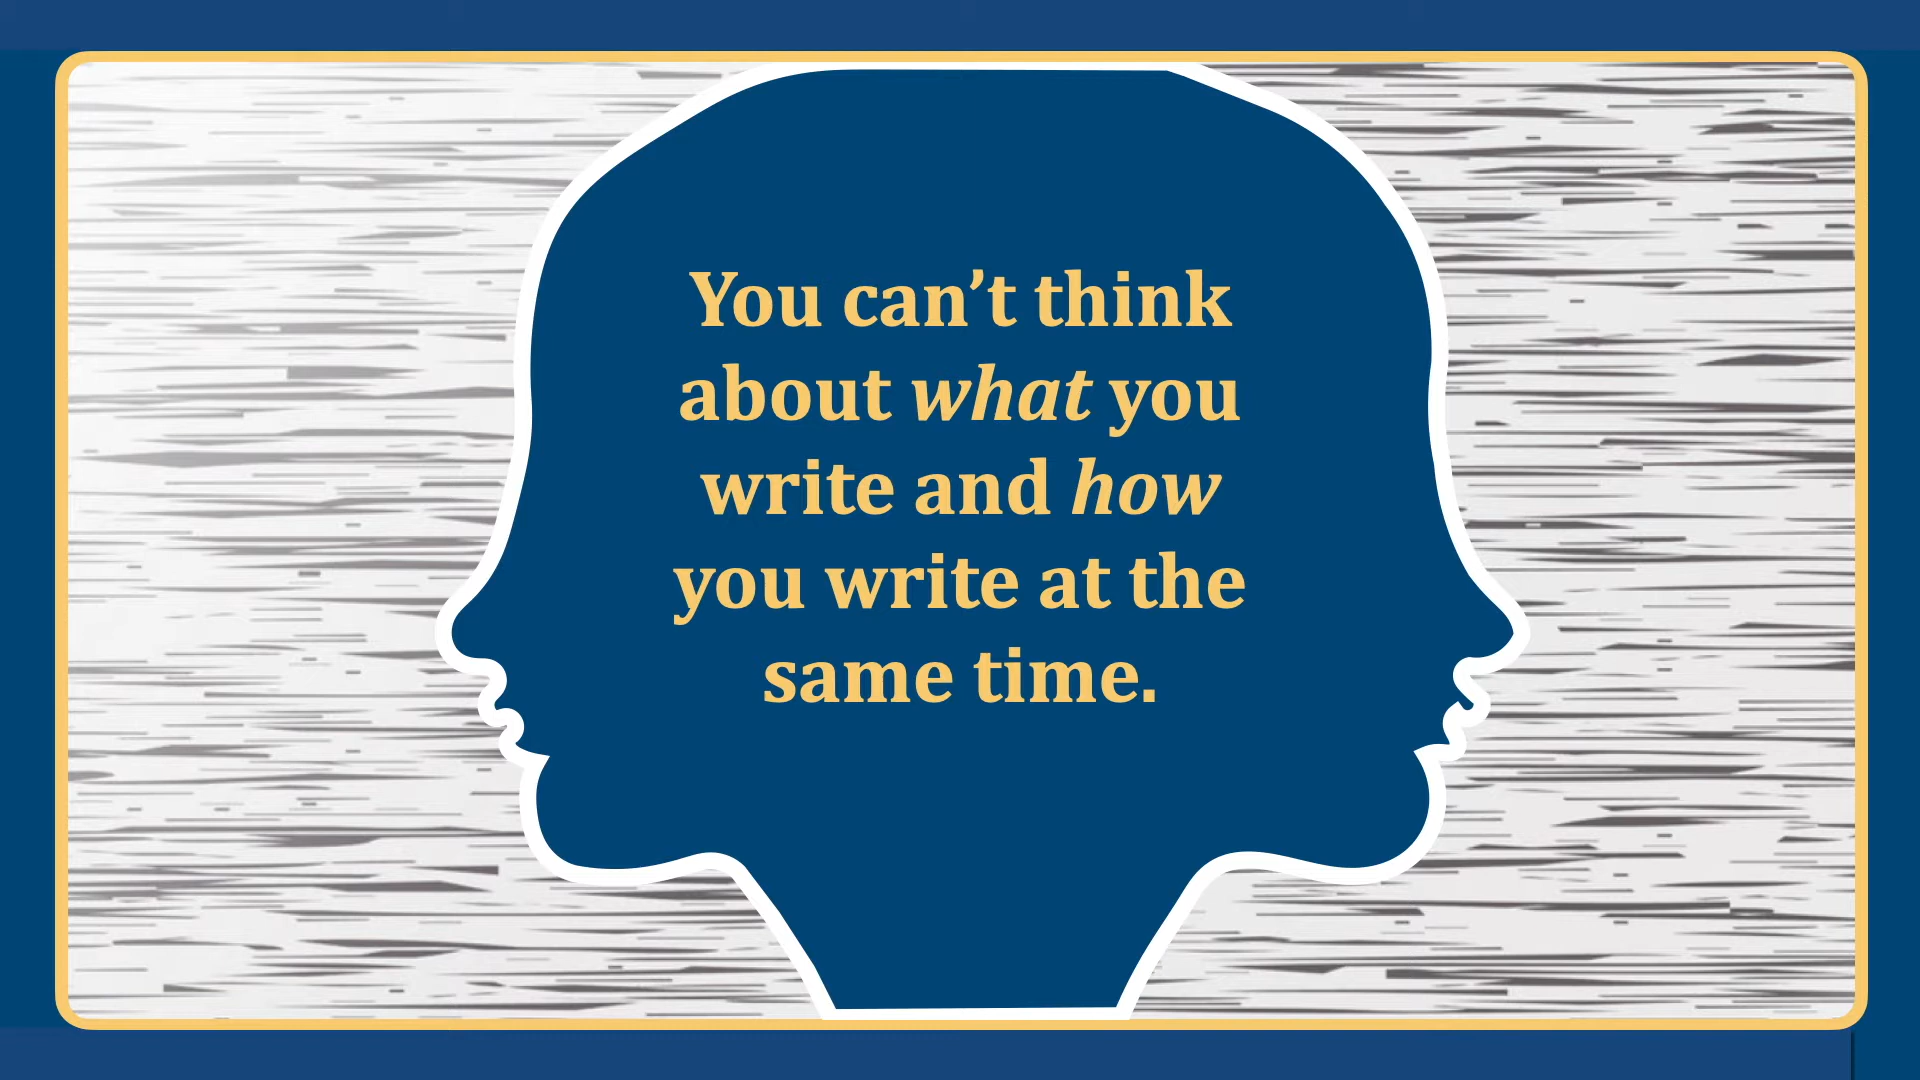 You can’t think
about what you
write and how
you write at the
same time.